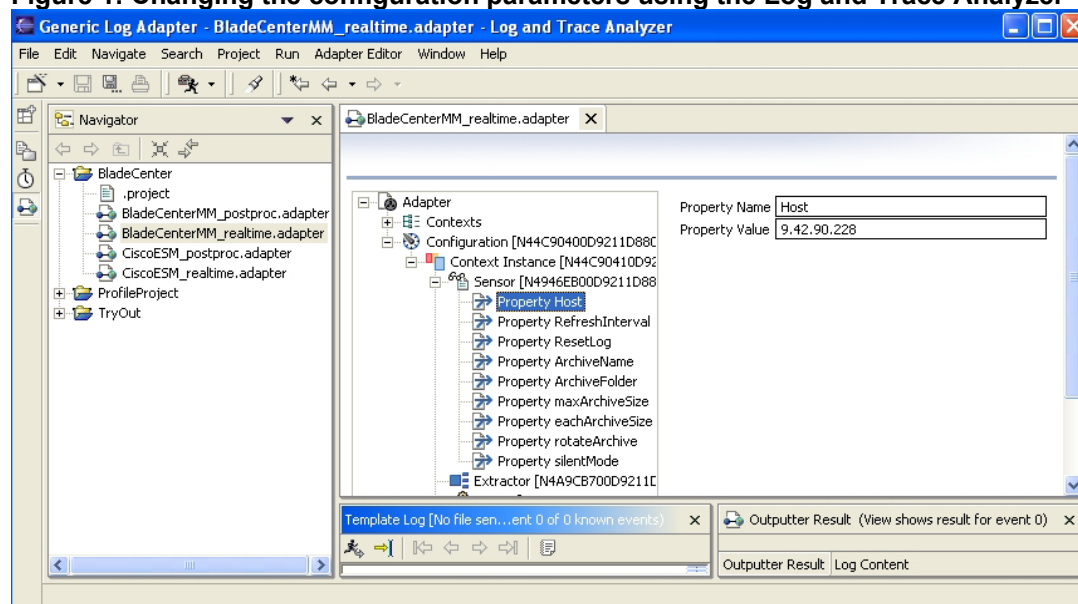 Figure 1. Changing the configuration parameters using the Log and Trace Analyzer
Generic Log Adapter - BladeCenterMM_realtime.adapter - Log and Trace Analyzer
File Edit Navigate Search Project Run Adapter Editor Window Help
Navigator
BladeCenter
.project
BladeCenterMM_postproc.adapter
BladeCenterMM_realtime.adapter
CiscoESM_postproc.adapter
CiscoESM_realtime.adapter
ProfileProject
TryOut
BladeCenterMM_realtime.adapter
Adapter
Contexts
Configuration [N44C90400D9211D88C
Context Instance [N44C90410D92
Sensor [N4946EB00D9211D88
Property Host
Property RefreshInterval
Property ResetLog
Property ArchiveName
Property ArchiveFolder
Property maxArchiveSize
Property eachArchiveSize
Property rotateArchive
Property silentMode
Extractor [N4A9CB700D9211D
Property Name Host
Property Value 9.42.90.228
Template Log [No file sen...ent 0 of 0 known events)
Outputter Result (View shows result for event 0)
Outputter Result Log Content